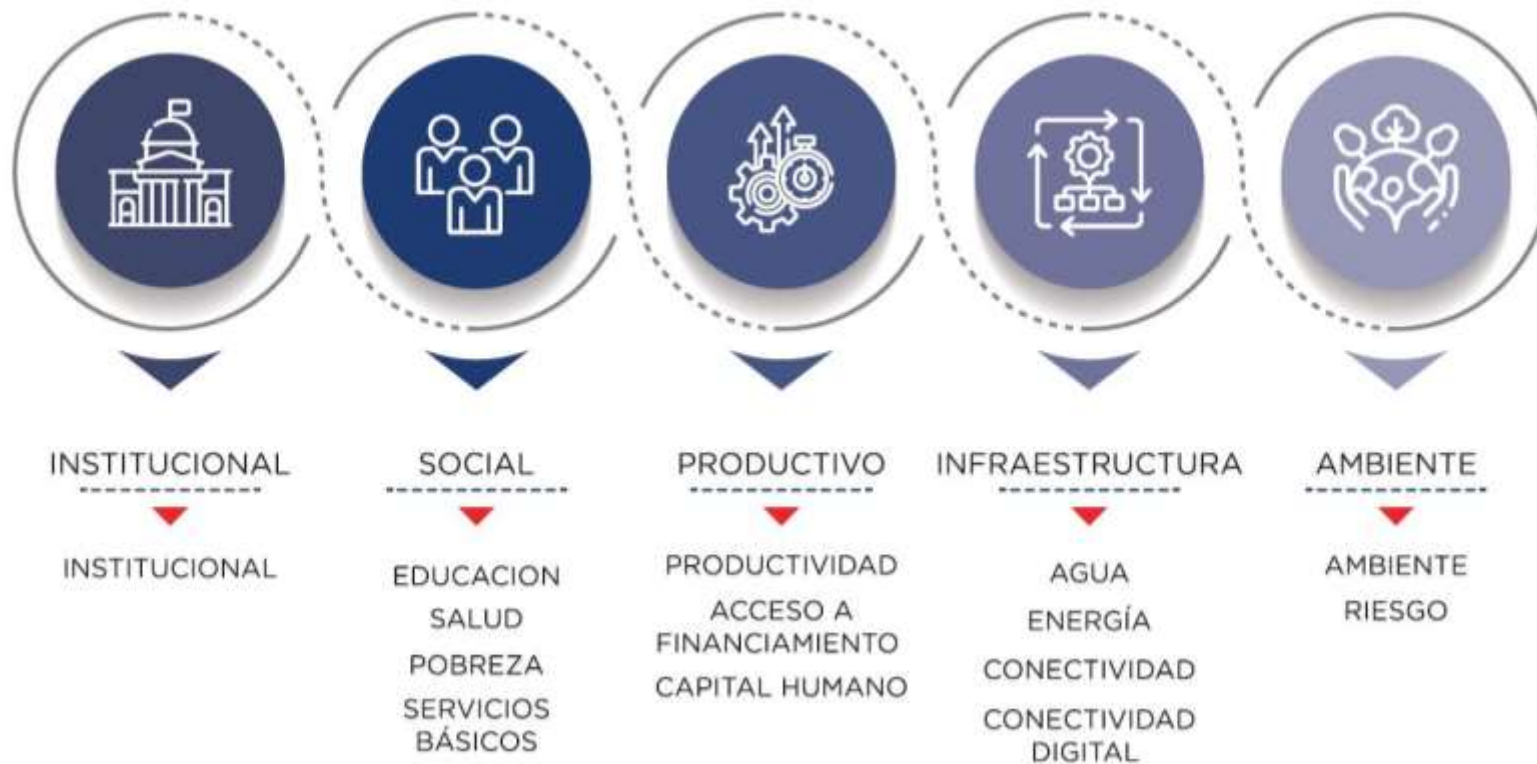 INSTITUCIONAL
INSTITUCIONAL
SOCIAL
EDUCACION
SALUD
POBREZA
SERVICIOS
BÁSICOS
PRODUCTIVO
PRODUCTIVIDAD
ACCESO A
FINANCIAMIENTO
CAPITAL HUMANO
INFRAESTRUCTURA
AGUA
ENERGÍA
CONECTIVIDAD
CONECTIVIDAD
DIGITAL
AMBIENTE
AMBIENTE
RIESGO